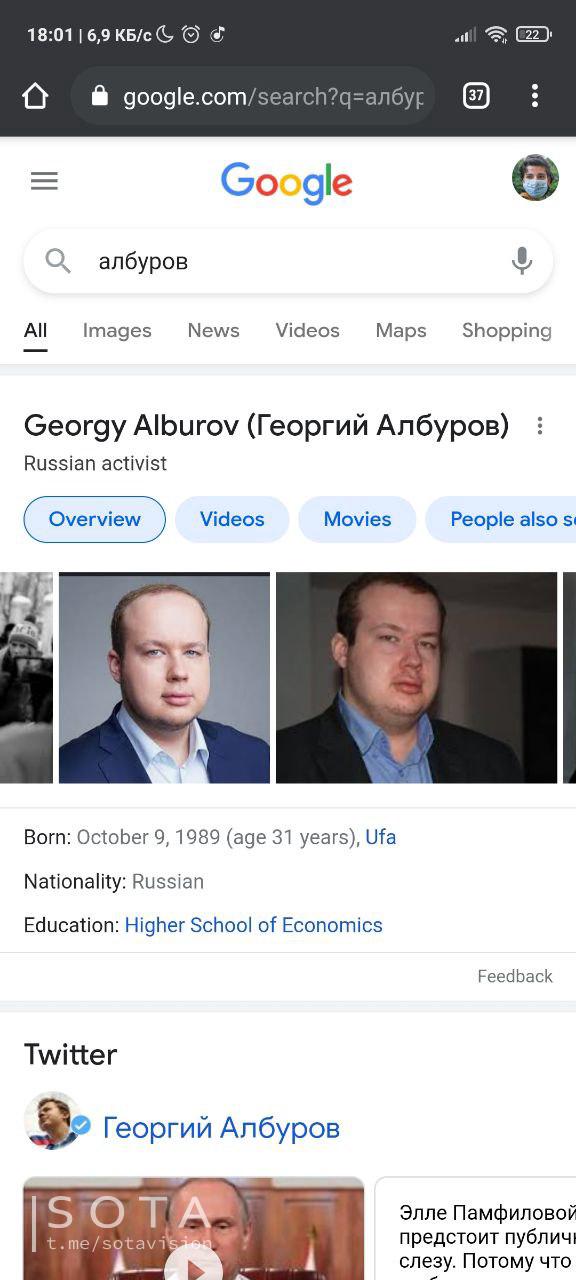 18:01 | 6,9 КБ/с 22
google.com/search?q=албур 37
Google
албуров
All Images News Videos Maps Shopping
Georgy Alburov (Георгий Албуров)
Russian activist
Overview Videos Movies People also s
Born: October 9, 1989 (age 31 years), Ufa
Nationality: Russian
Education: Higher School of Economics
Feedback
Twitter
Георгий Албуров
SOTA
t.me/sotavision
Элле Памфиловой
предстоит публичн
слезу. Потому что